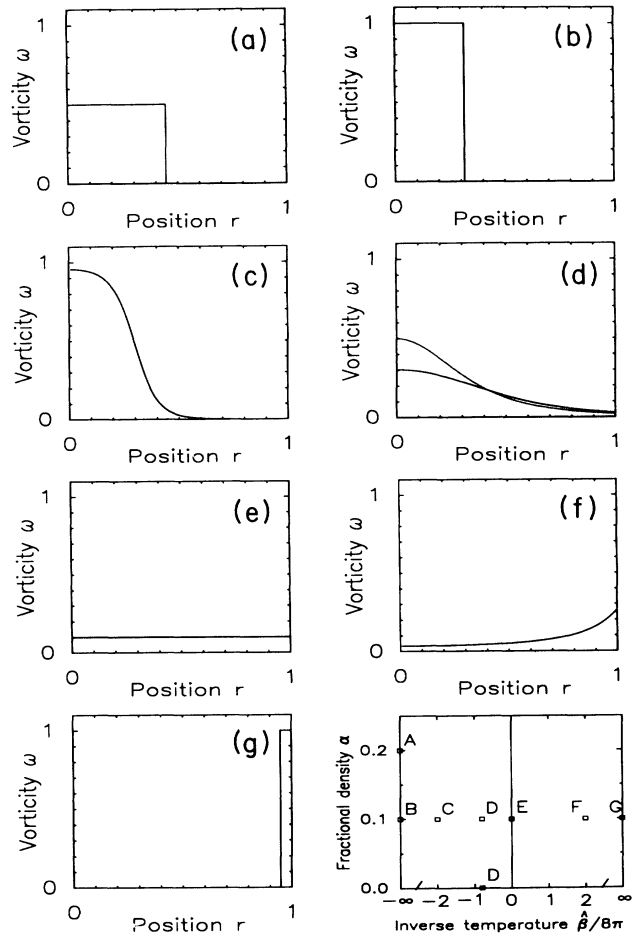 1 (a) 1 (b)
Vorticity ω Vorticity ω
0 0
0 Position r 1 0 Position r 1
1 (c) 1 (d)
Vorticity ω Vorticity ω
0 0
0 Position r 1 0 Position r 1
1 (e) 1 (f)
Vorticity ω Vorticity ω
0 0
0 Position r 1 0 Position r 1
1 (g)
Vorticity ω
0
0 Position r 1
Fractional density α
0.2 A
0.1 B C D E F G
0.0 D
−∞ −2 −1 0 1 2 ∞
Inverse temperature β̂/8π